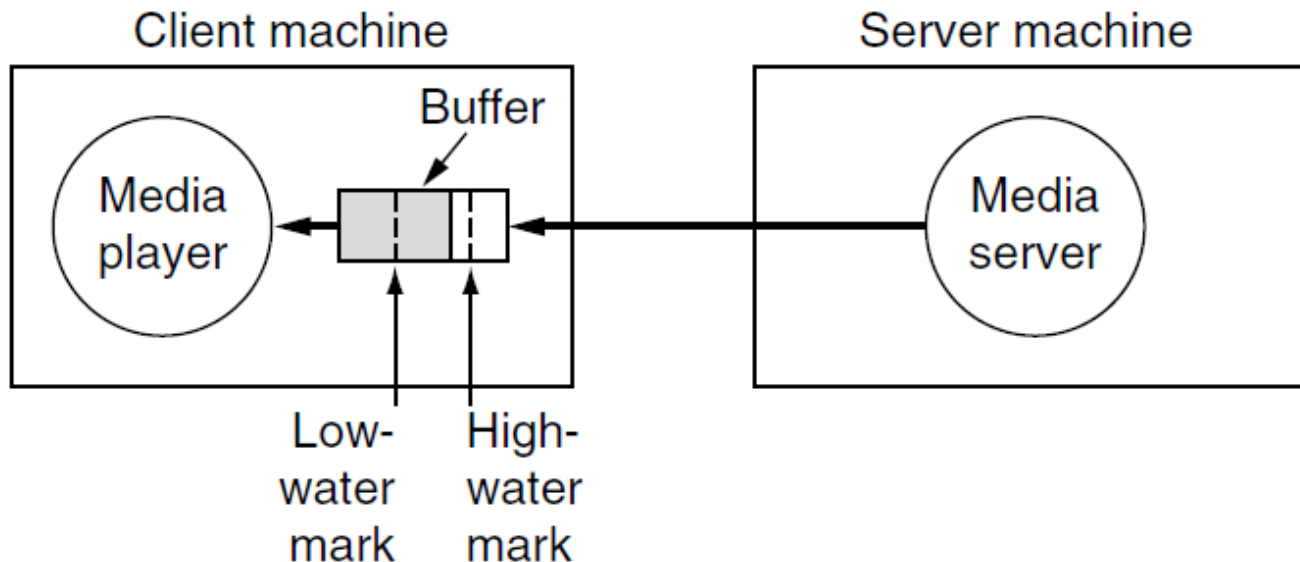 Client machine
Server machine
Buffer
Media
player
Media
server
Low-
water
mark
High-
water
mark